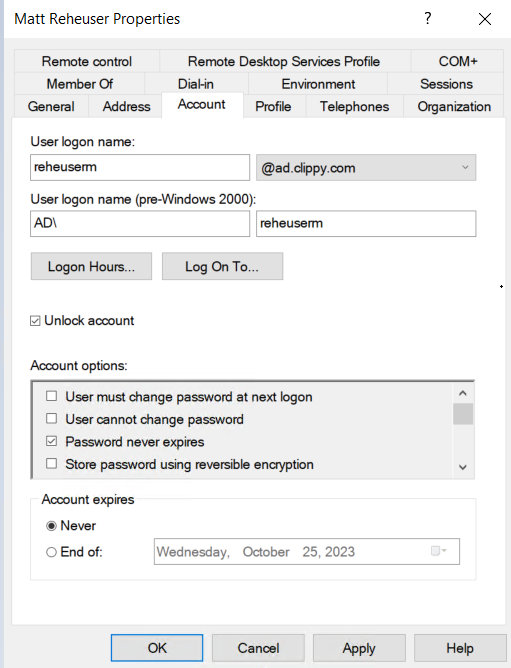 Matt Reheuser Properties ? ×
Remote control Remote Desktop Services Profile COM+
Member Of Dial-in Environment Sessions
General Address Account Profile Telephones Organization
User logon name:
reheuserm @ad.clippy.com
User logon name (pre-Windows 2000):
AD\ reheuserm
Logon Hours... Log On To...
Unlock account
Account options:
User must change password at next logon
User cannot change password
Password never expires
Store password using reversible encryption
Account expires
Never
End of: Wednesday, October 25, 2023
OK Cancel Apply Help